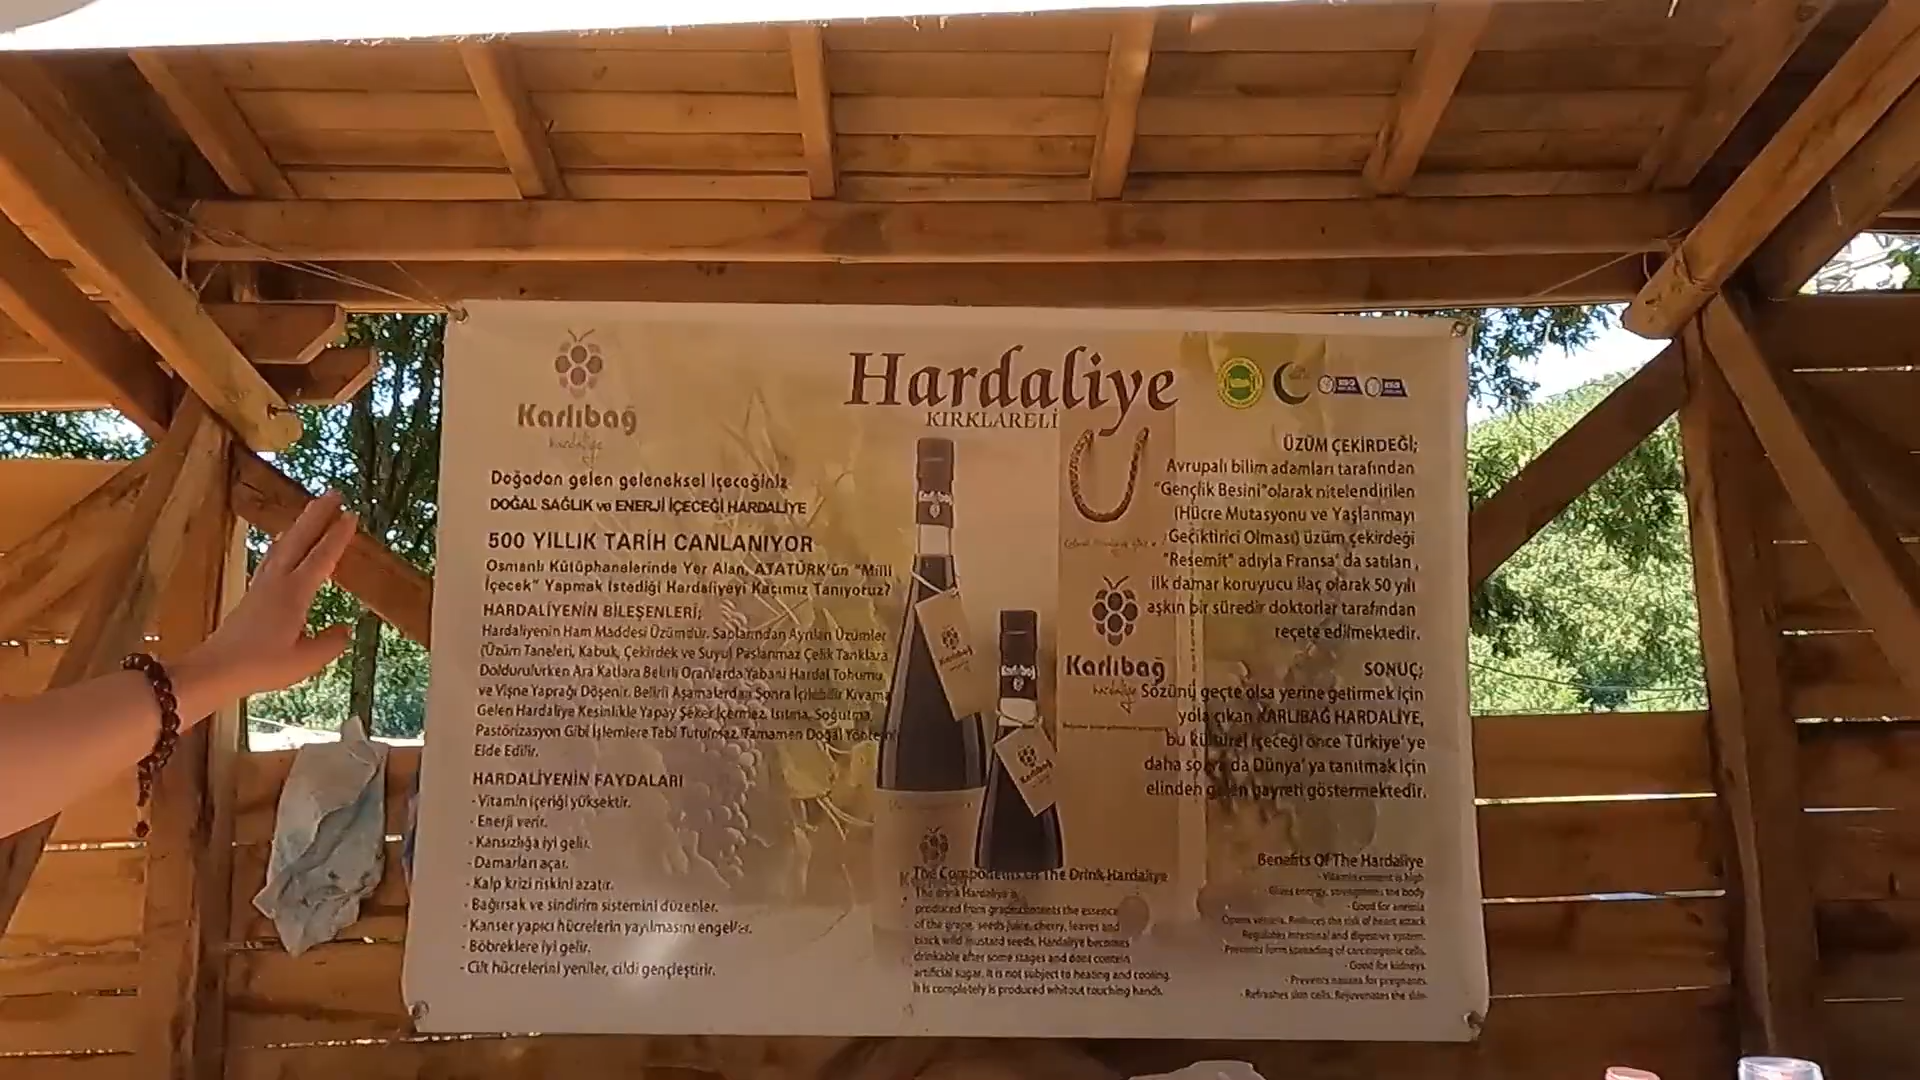 Karlıbağ
hardaliye
Hardaliye
KIRKLARELİ
Doğadan gelen geleneksel içeceğiniz
DOĞAL SAĞLIK ve ENERJİ İÇECEĞİ HARDALİYE
500 YILLIK TARİH CANLANIYOR
Osmanlı Kütüphanelerinde Yer Alan, ATATÜRK'ün "Milli
İçecek" Yapmak İstediği Hardaliyeyi Kaçımız Tanıyoruz?
HARDALİYENİN BİLEŞENLERİ;
Hardaliyenin Ham Maddesi Üzümdür. Saplarından Ayrılan Üzümler
(Üzüm Taneleri, Kabuk, Çekirdek ve Suyu) Paslanmaz Çelik Tanklara
Doldurulurken Ara Katlara Belirli Oranlarda Yabani Hardal Tohumu
ve Vişne Yaprağı Döşenir. Belirli Aşamalardan Sonra İçilebilir Kıvama
Gelen Hardaliye Kesinlikle Yapay Şeker İçermez. Isıtma, Soğutma,
Pastörizasyon Gibi İşlemlere Tabi Tutulmaz. Tamamen Doğal Yöntem
Elde Edilir.
HARDALİYENİN FAYDALARI
- Vitamin içeriği yüksektir.
- Enerji verir.
- Kansızlığa iyi gelir.
- Damarları açar.
- Kalp krizi riskini azatır.
- Bağırsak ve sindirim sistemini düzenler.
- Kanser yapıcı hücrelerin yayılmasını engeller.
- Böbreklere iyi gelir.
- Cilt hücrelerini yeniler, cildi gençleştirir.
Karlıbağ
Karlıbağ
Karlıbağ
hardaliye
The Components Of The Drink Hardaliye
The drink Hardaliye is
produced from grape,contents the essence
of the grape, seeds juice, cherry, leaves and
black wild mustard seeds. Hardaliye becomes
drinkable after some stages and dont contain
artificial sugar. It is not subject to heating and cooling.
It is completely is produced whitout touching hands.
ÜZÜM ÇEKİRDEĞİ;
Avrupalı bilim adamları tarafından
"Gençlik Besini"olarak nitelendirilen
(Hücre Mutasyonu ve Yaşlanmayı
Geçiktirici Olması) üzüm çekirdeği
"Resemit" adıyla Fransa' da satılan,
ilk damar koruyucu ilaç olarak 50 yılı
aşkın bir süredir doktorlar tarafından
reçete edilmektedir.
SONUÇ;
Sözünü geçte olsa yerine getirmek için
yola çıkan KARLIBAĞ HARDALİYE,
bu kültürel içeceği önce Türkiye' ye
daha sonra da Dünya' ya tanıtmak için
elinden gelen gayreti göstermektedir.
Benefits Of The Hardaliye
- Vitamin content is high
- Gives energy, strengthens the body
- Good for anemia
Opens veins. Reduces the risk of heart attack
Regulates intestinal and digestive system.
Prevents form spreading of carcinogenic cells.
- Good for kidneys.
- Prevents nausea for pregnants.
- Refreshes skin cells. Rejuvenates the skin